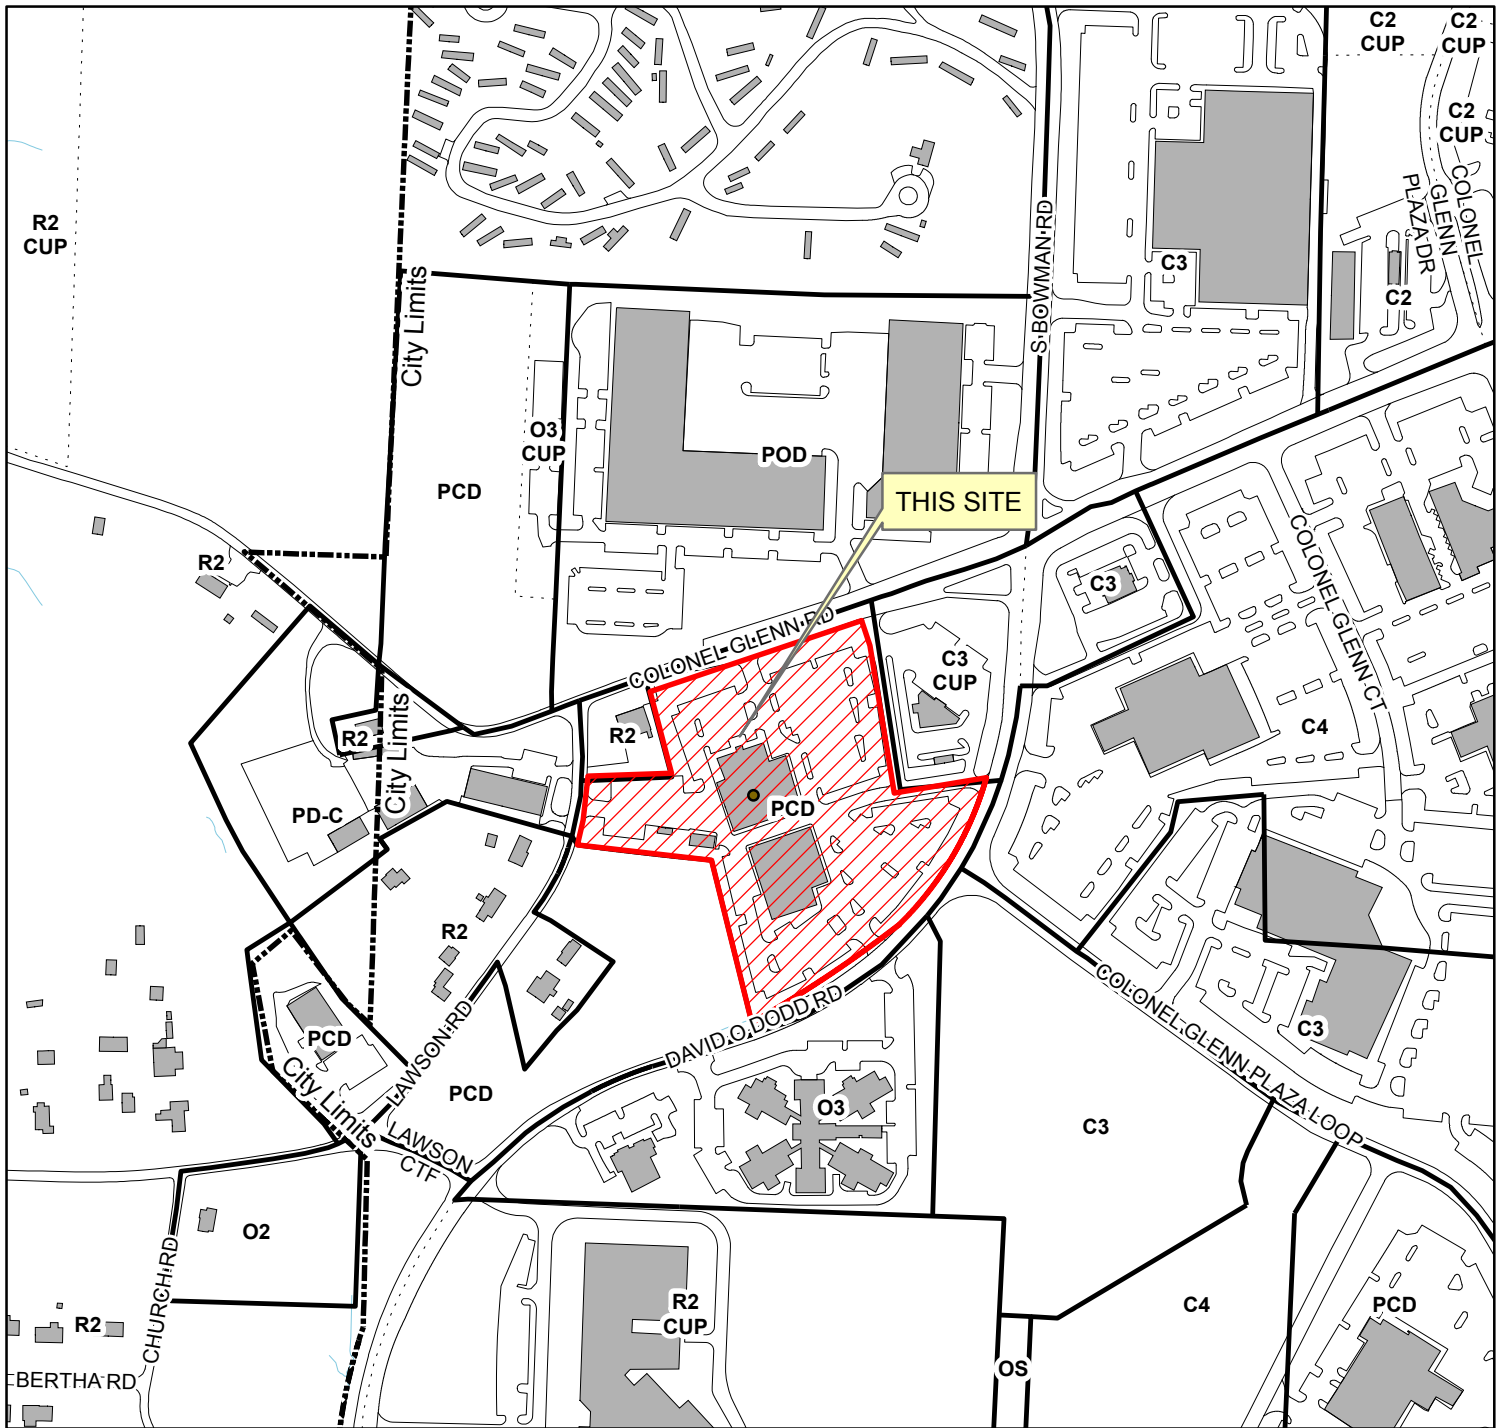 C2
CUP
C2
CUP
C2
CUP
R2
CUP
City Limits
S BOWMAN RD
C3
COLONEL
GLENN
PLAZA DR
C2
O3
CUP
PCD
POD
THIS SITE
R2
C3
COLONEL GLENN CT
COLONEL GLENN RD
C3
CUP
R2
R2
City Limits
C4
PD-C
PCD
R2
COLONEL GLENN PLAZA LOOP
C3
PCD
City Limits
LAWSON RD
DAVID O DODD RD
PCD
O3
C3
LAWSON
CTF
O2
CHURCH RD
R2
BERTHA RD
R2
CUP
C4
PCD
OS